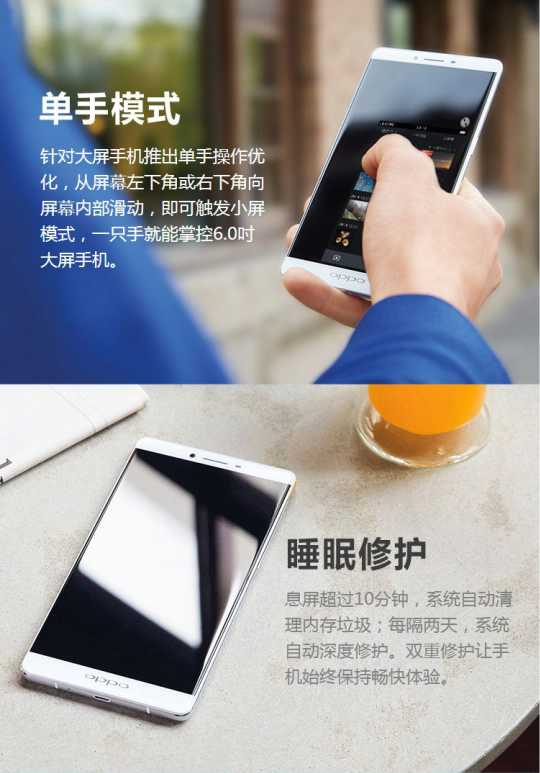 单手模式
针对大屏手机推出单手操作优
化，从屏幕左下角或右下角向
屏幕内部滑动，即可触发小屏
模式，一只手就能掌控6.0吋
大屏手机。
oppo
睡眠修护
息屏超过10分钟，系统自动清
理内存垃圾；每隔两天，系统
自动深度修护。双重修护让手
机始终保持畅快体验。
oppo